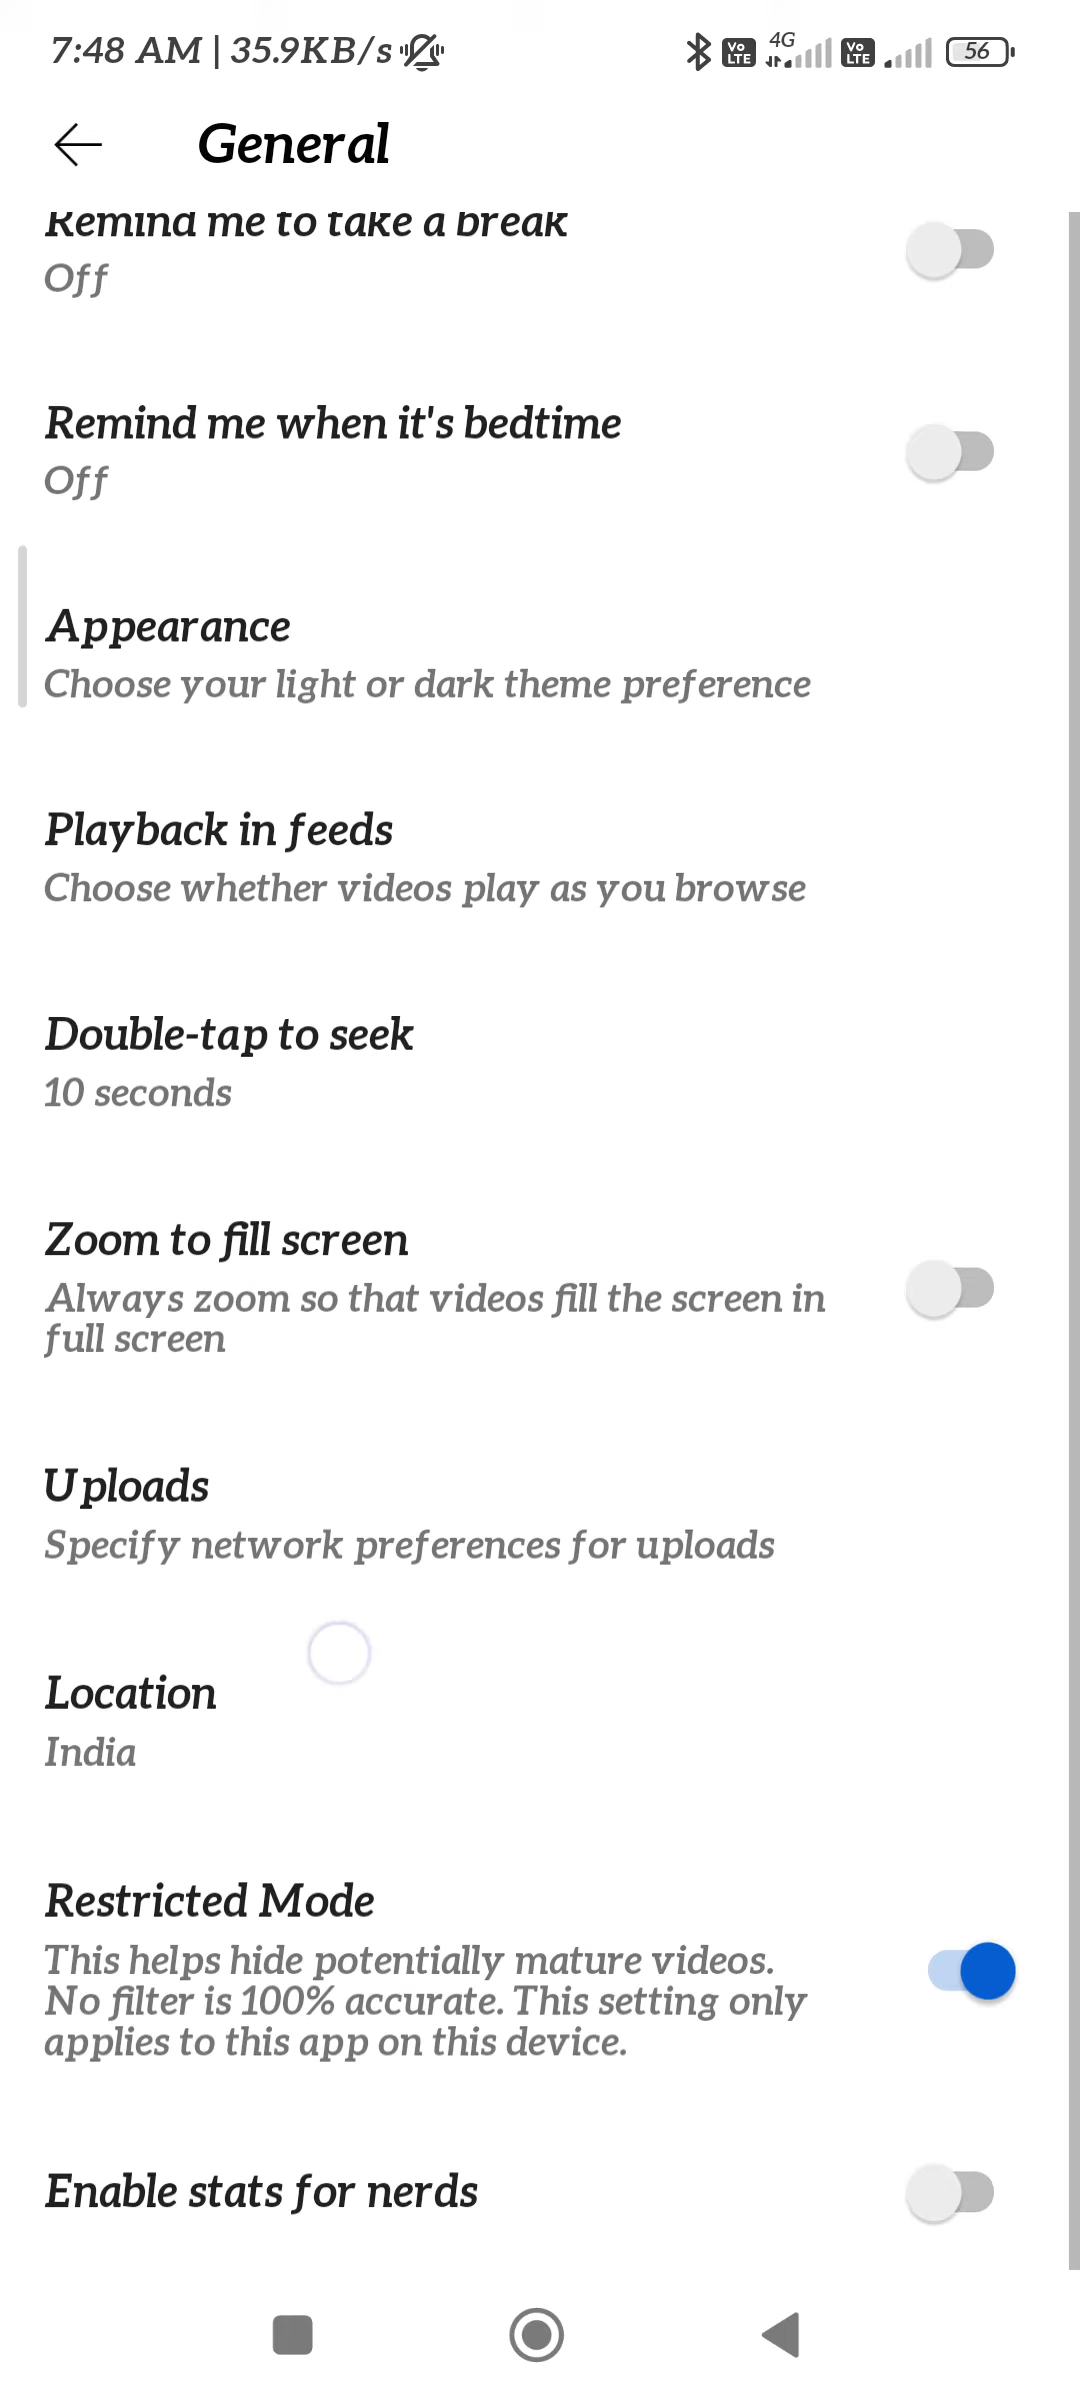 7:48 AM | 35.9KB/s 4G Vo LTE Vo LTE 56
General
Remind me to take a break
Off
Remind me when it's bedtime
Off
Appearance
Choose your light or dark theme preference
Playback in feeds
Choose whether videos play as you browse
Double-tap to seek
10 seconds
Zoom to fill screen
Always zoom so that videos fill the screen in
full screen
Uploads
Specify network preferences for uploads
Location
India
Restricted Mode
This helps hide potentially mature videos.
No filter is 100% accurate. This setting only
applies to this app on this device.
Enable stats for nerds